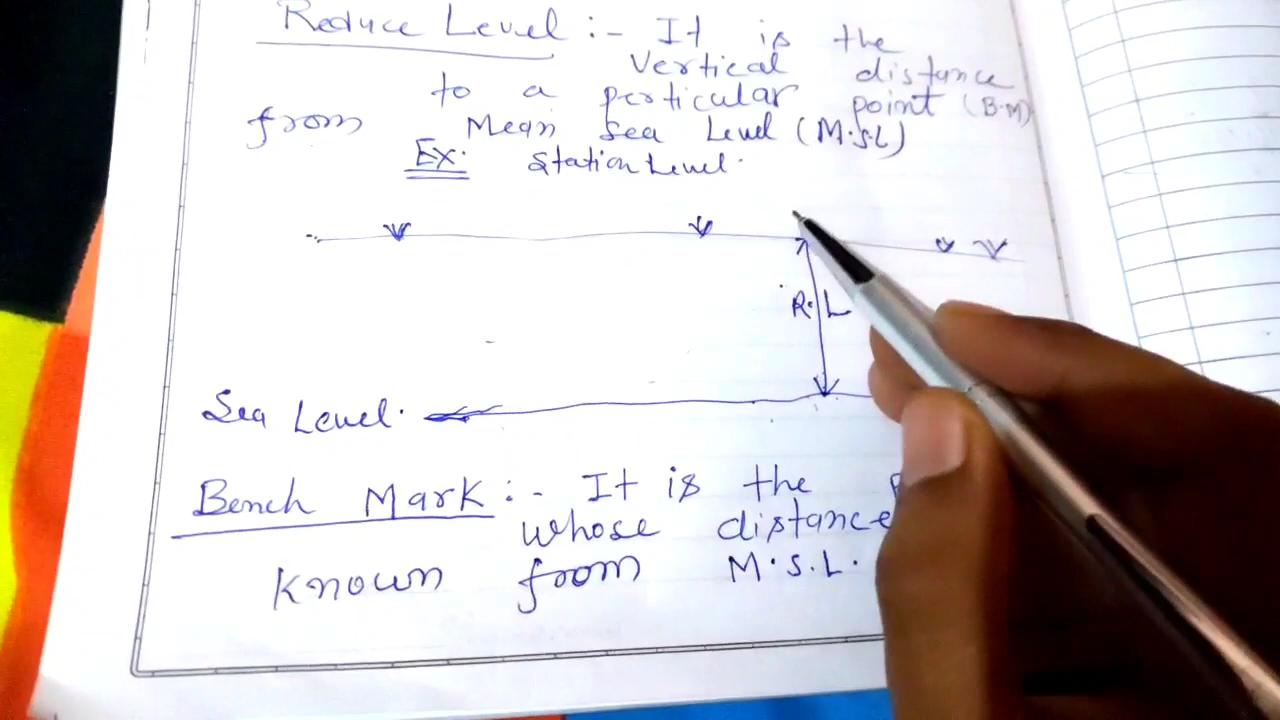 Reduce Level :- It is the
vertical distance
to a perticular point (B.M)
from Mean Sea Level (M.S.L)
Ex: Station Level.
R.L
Sea Level.
Bench Mark :- It is the
whose distance
known from M.S.L.